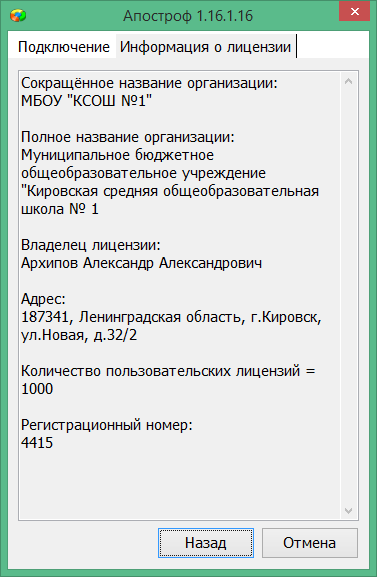 Апостроф 1.16.1.16
Подключение Информация о лицензии
Сокращённое название организации:
МБОУ "КСОШ №1"
Полное название организации:
Муниципальное бюджетное
общеобразовательное учреждение
"Кировская средняя общеобразовательная
школа № 1
Владелец лицензии:
Архипов Александр Александрович
Адрес:
187341, Ленинградская область, г.Кировск,
ул.Новая, д.32/2
Количество пользовательских лицензий =
1000
Регистрационный номер:
4415
Назад Отмена